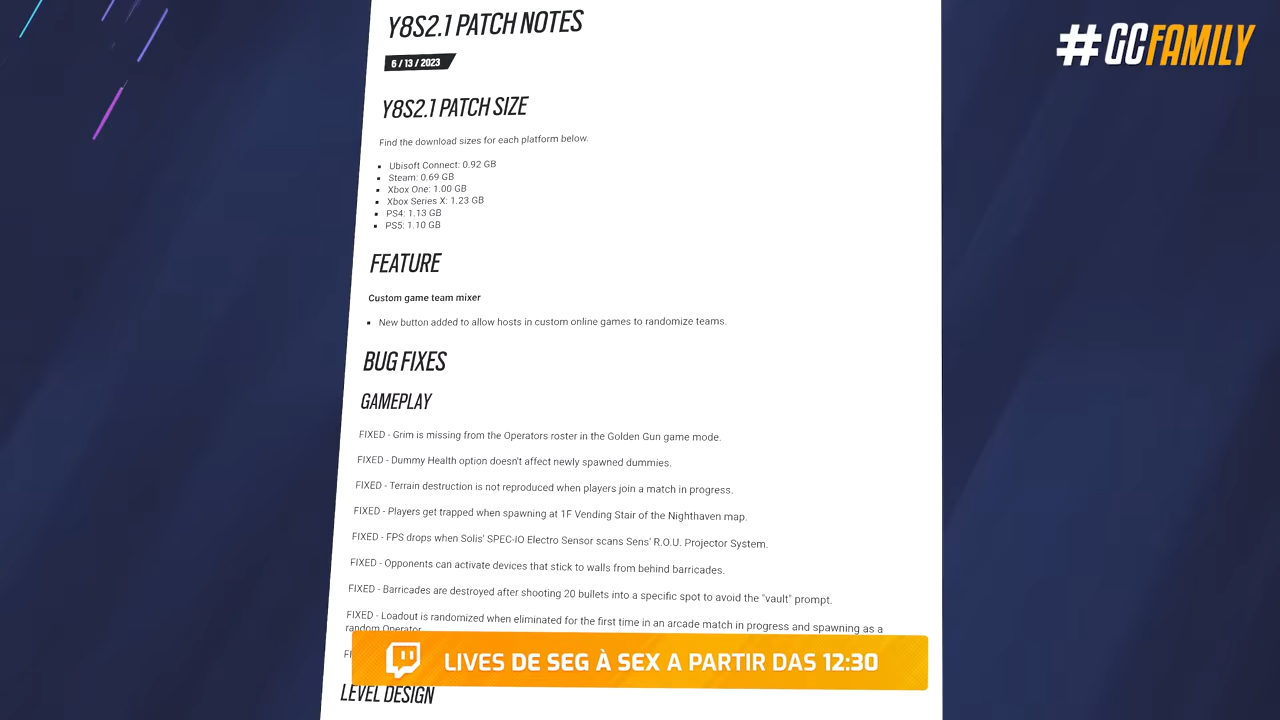 Y8S2.1 PATCH NOTES
#GCFAMILY
6 / 13 / 2023
Y8S2.1 PATCH SIZE
Find the download sizes for each platform below.
▪ Ubisoft Connect: 0.92 GB
▪ Steam: 0.69 GB
▪ Xbox One: 1.00 GB
▪ Xbox Series X: 1.23 GB
▪ PS4: 1.13 GB
▪ PS5: 1.10 GB
FEATURE
Custom game team mixer
▪ New button added to allow hosts in custom online games to randomize teams.
BUG FIXES
GAMEPLAY
FIXED - Grim is missing from the Operators roster in the Golden Gun game mode.
FIXED - Dummy Health option doesn't affect newly spawned dummies.
FIXED - Terrain destruction is not reproduced when players join a match in progress.
FIXED - Players get trapped when spawning at 1F Vending Stair of the Nighthaven map.
FIXED - FPS drops when Solis' SPEC-IO Electro Sensor scans Sens' R.O.U. Projector System.
FIXED - Opponents can activate devices that stick to walls from behind barricades.
FIXED - Barricades are destroyed after shooting 20 bullets into a specific spot to avoid the "vault" prompt.
FIXED - Loadout is randomized when eliminated for the first time in an arcade match in progress and spawning as a
random Operator
LIVES DE SEG À SEX A PARTIR DAS 12:30
LEVEL DESIGN